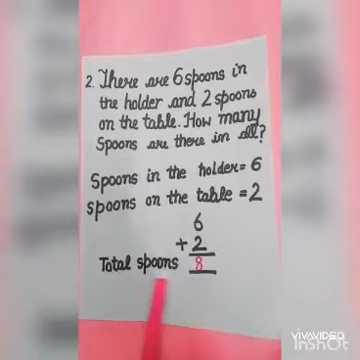 2. There are 6 spoons in
the holder and 2 spoons
on the table. How many
spoons are there in all?
Spoons in the holder = 6
spoons on the table = 2
6
+ 2
Total spoons 8
VIVAVIDEO
InShOt